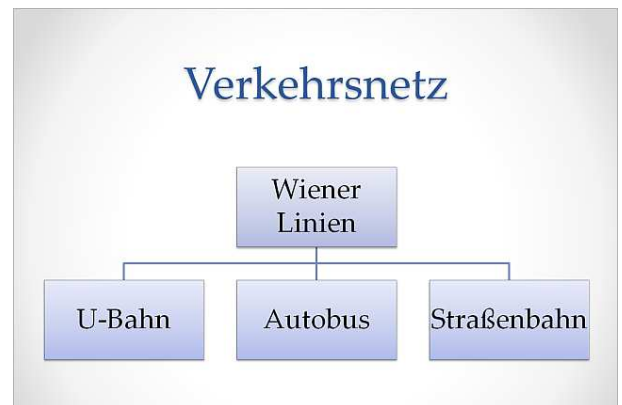 Verkehrsnetz
Wiener
Linien
U-Bahn
Autobus
Straßenbahn